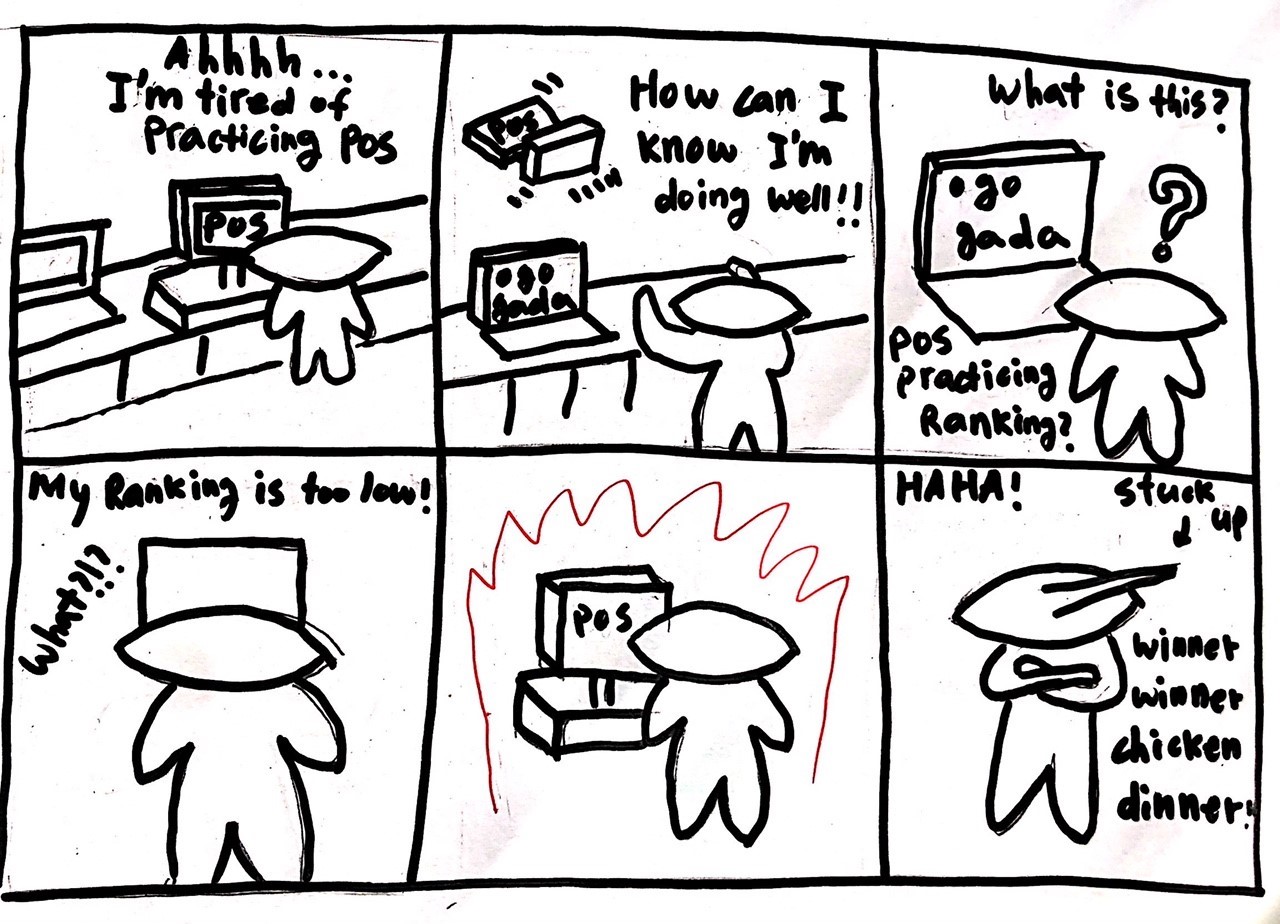 Ahhhh...
I'm tired of
Practicing Pos
Pos
Pos
How can I
know I'm
doing well!!
ogo
gada
What is this?
ogo
gada
?
Pos
Practicing
Ranking?
My Ranking is too low!
What?!!?
Pos
HAHA!
Stuck
up
winner
winner
chicken
dinner!